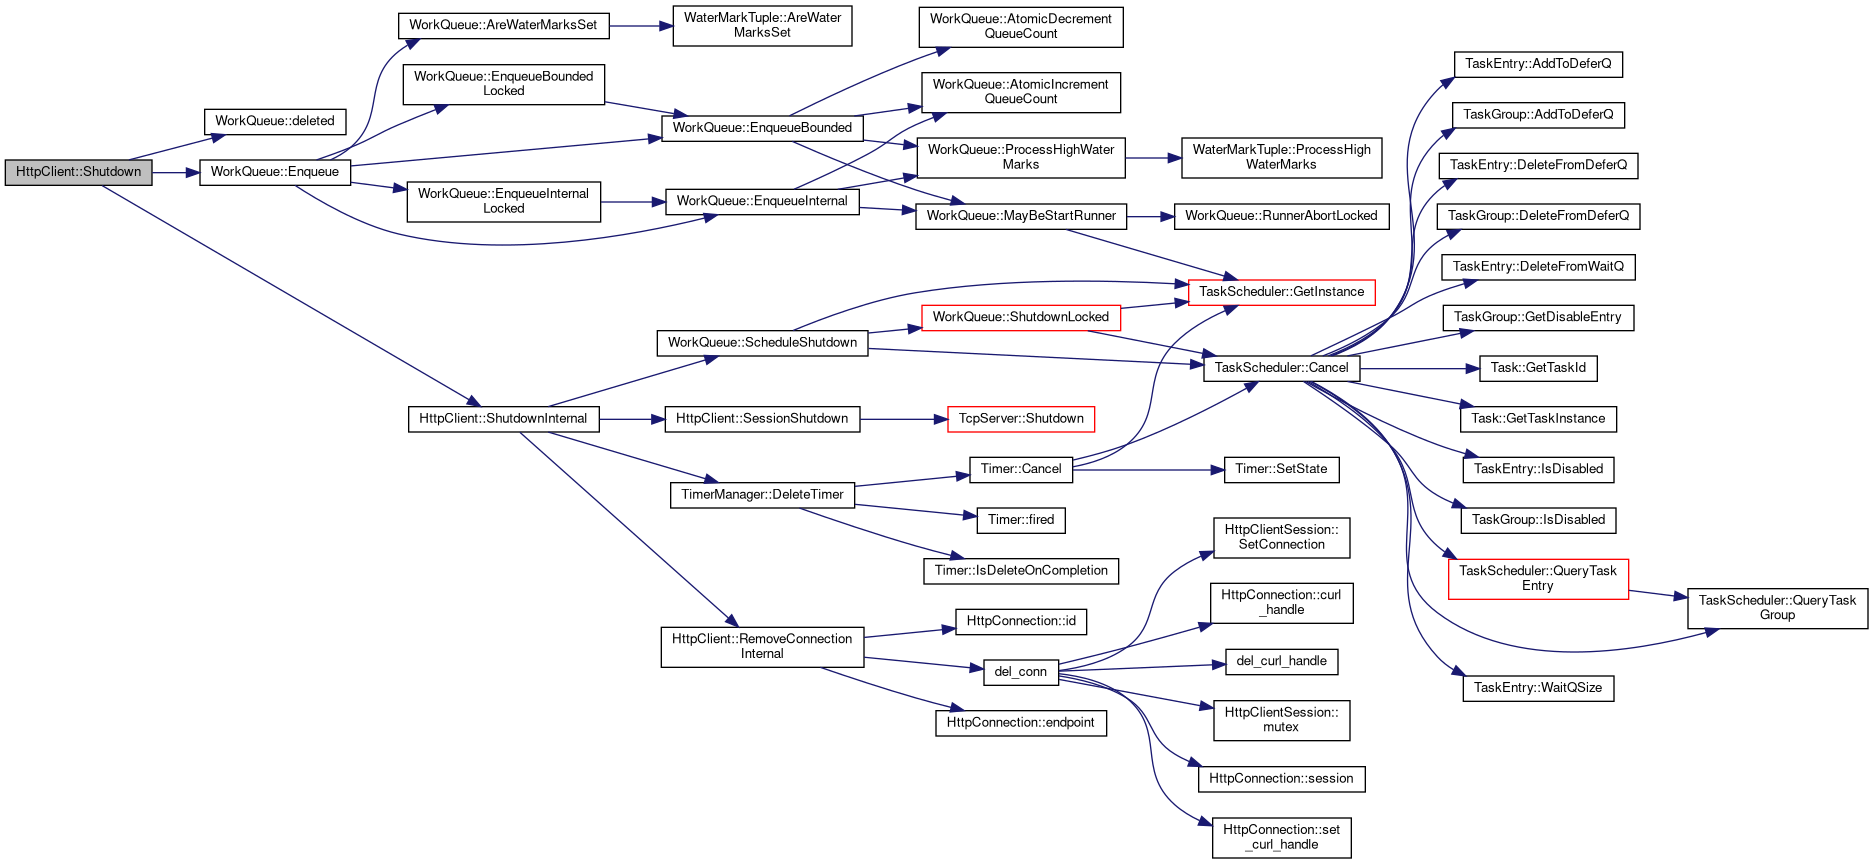 HttpClient::Shutdown
WorkQueue::deleted
WorkQueue::Enqueue
WorkQueue::AreWaterMarksSet
WaterMarkTuple::AreWater
MarksSet
WorkQueue::EnqueueBounded
Locked
WorkQueue::EnqueueInternal
Locked
WorkQueue::EnqueueBounded
WorkQueue::EnqueueInternal
WorkQueue::AtomicDecrement
QueueCount
WorkQueue::AtomicIncrement
QueueCount
WorkQueue::ProcessHighWater
Marks
WorkQueue::MayBeStartRunner
WaterMarkTuple::ProcessHigh
WaterMarks
WorkQueue::RunnerAbortLocked
TaskScheduler::GetInstance
HttpClient::ShutdownInternal
WorkQueue::ScheduleShutdown
WorkQueue::ShutdownLocked
HttpClient::SessionShutdown
TcpServer::Shutdown
TimerManager::DeleteTimer
Timer::Cancel
Timer::fired
Timer::IsDeleteOnCompletion
Timer::SetState
HttpClient::RemoveConnection
Internal
HttpConnection::id
del_conn
HttpConnection::endpoint
HttpClientSession::
SetConnection
HttpConnection::curl
_handle
del_curl_handle
HttpClientSession::
mutex
HttpConnection::session
HttpConnection::set
_curl_handle
TaskScheduler::Cancel
TaskEntry::AddToDeferQ
TaskGroup::AddToDeferQ
TaskEntry::DeleteFromDeferQ
TaskGroup::DeleteFromDeferQ
TaskEntry::DeleteFromWaitQ
TaskGroup::GetDisableEntry
Task::GetTaskId
Task::GetTaskInstance
TaskEntry::IsDisabled
TaskGroup::IsDisabled
TaskScheduler::QueryTask
Entry
TaskScheduler::QueryTask
Group
TaskEntry::WaitQSize